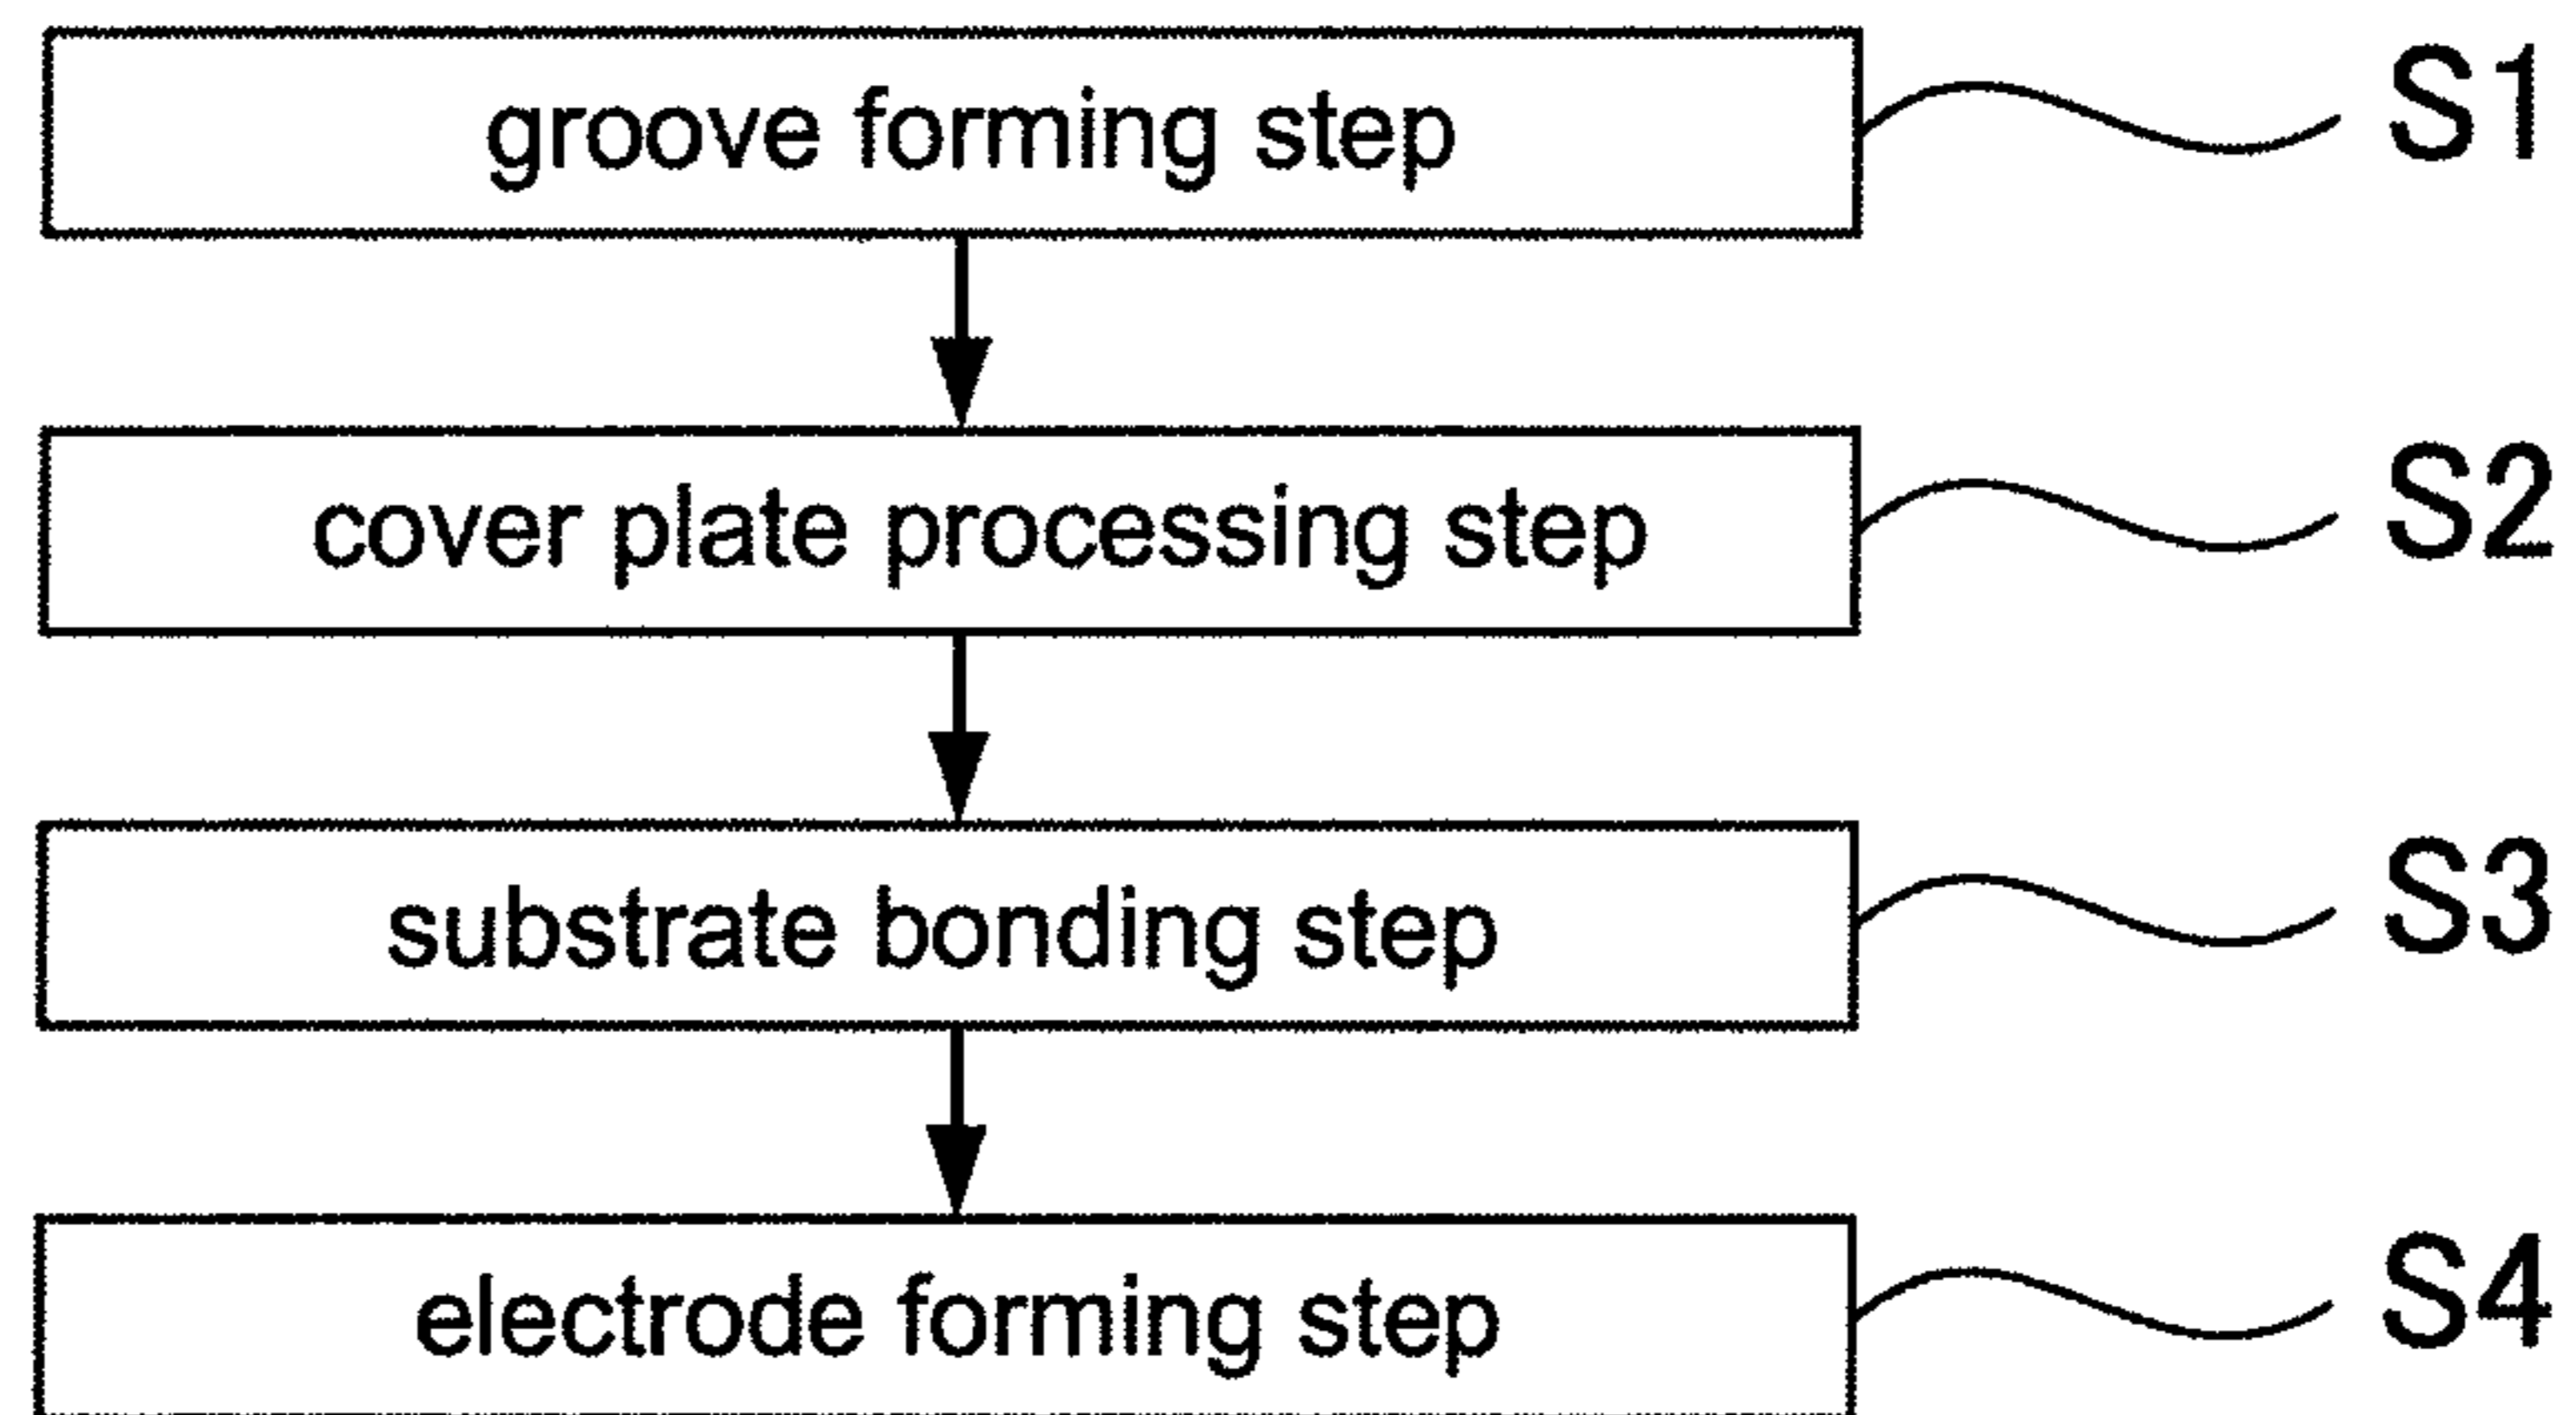 groove forming step S1
cover plate processing step S2
substrate bonding step S3
electrode forming step S4